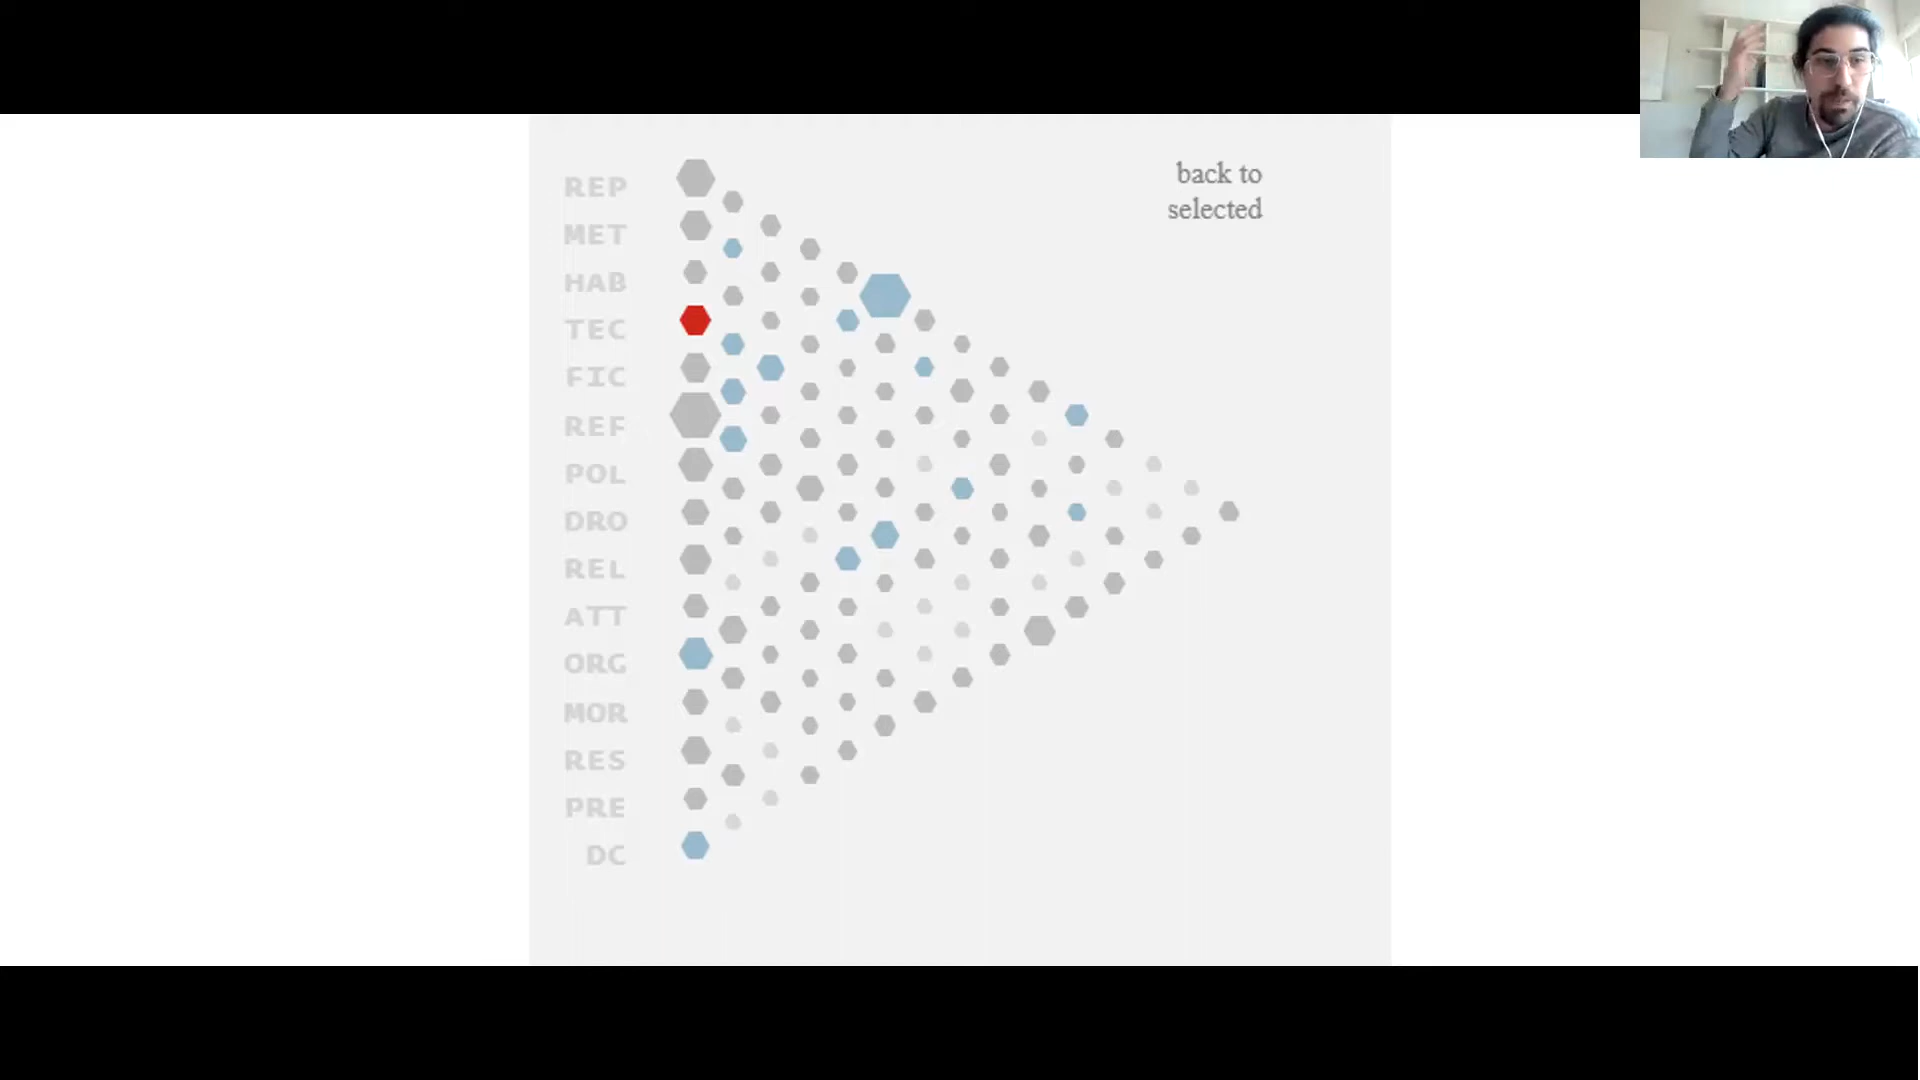 REP
back to
selected
MET
HAB
TEC
FIC
REF
POL
DRO
REL
ATT
ORG
MOR
RES
PRE
DC